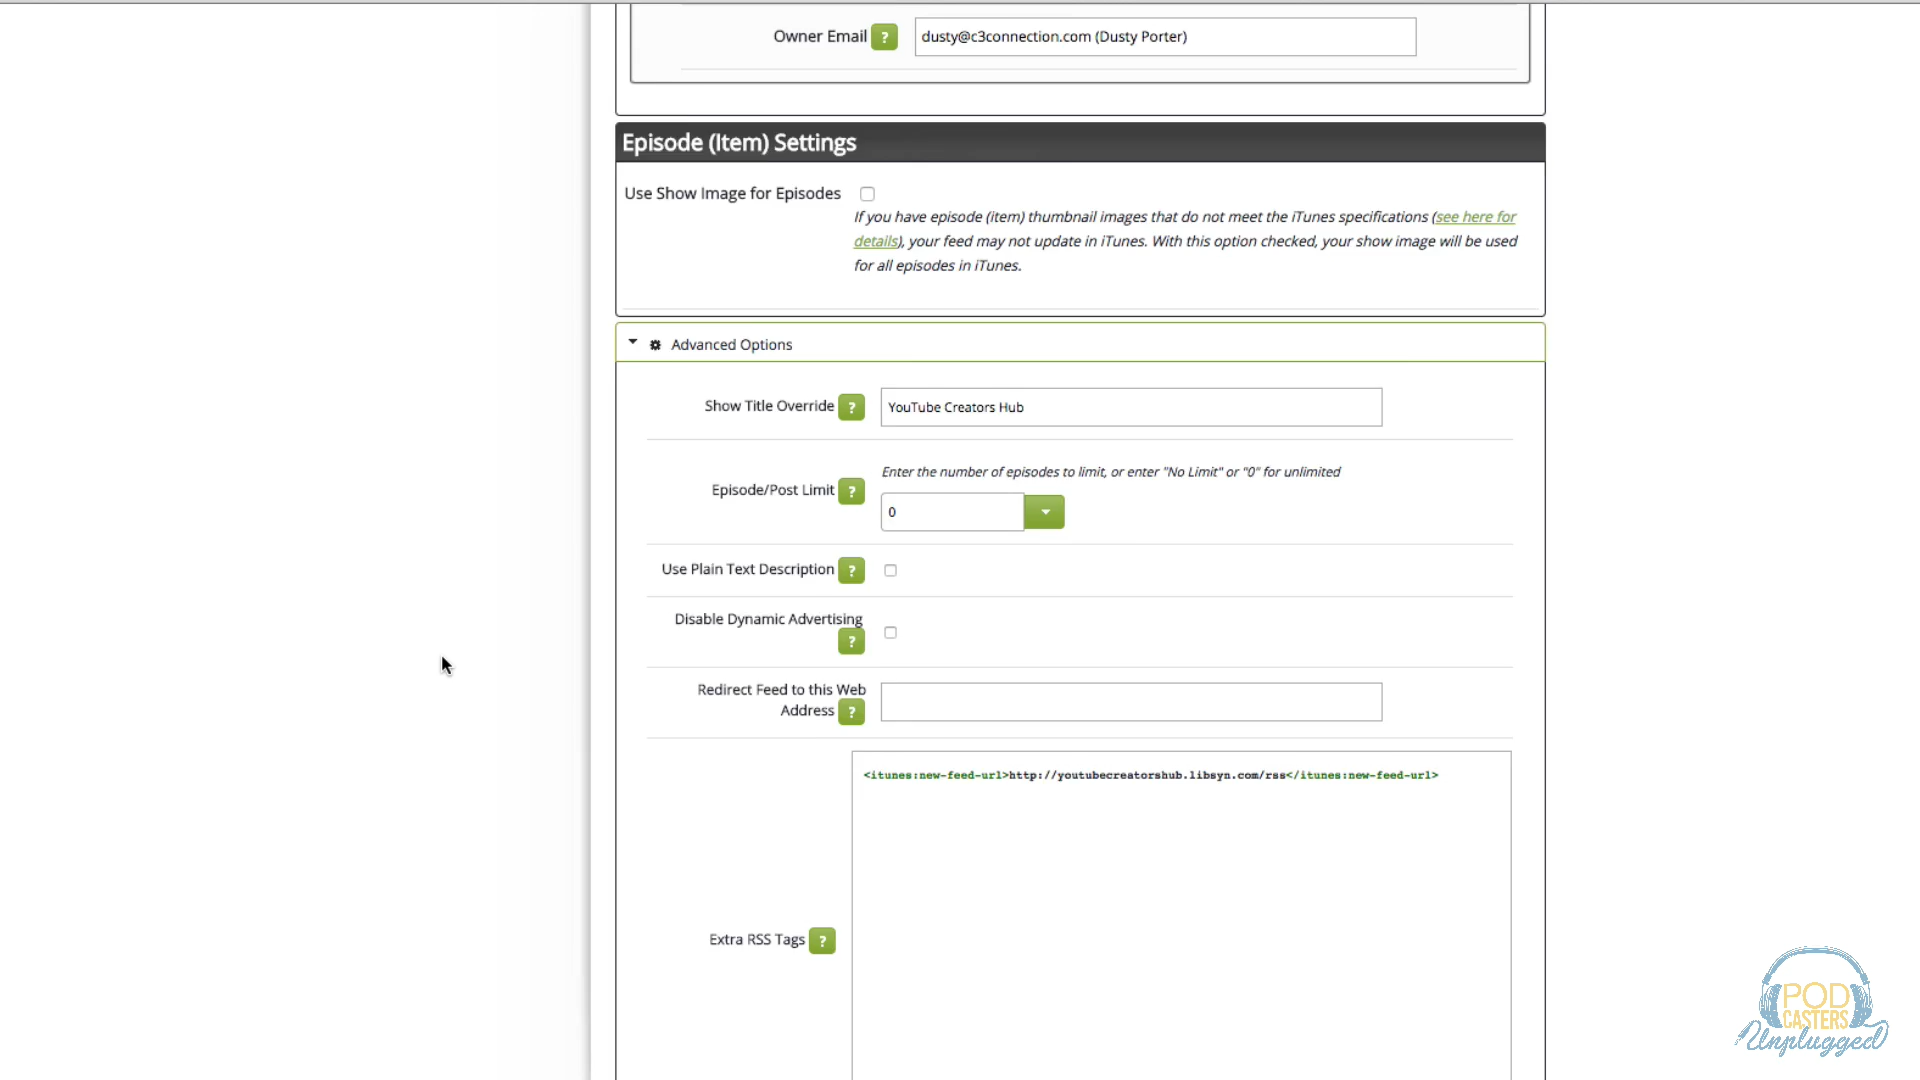 Owner Email ? dusty@c3connection.com (Dusty Porter)
Episode (Item) Settings
Use Show Image for Episodes
If you have episode (item) thumbnail images that do not meet the iTunes specifications (see here for
details), your feed may not update in iTunes. With this option checked, your show image will be used
for all episodes in iTunes.
Advanced Options
Show Title Override ? YouTube Creators Hub
Enter the number of episodes to limit, or enter "No Limit" or "0" for unlimited
Episode/Post Limit ? 0
Use Plain Text Description ?
Disable Dynamic Advertising
?
Redirect Feed to this Web
Address ?
<itunes:new-feed-url>http://youtubecreatorshub.libsyn.com/rss</itunes:new-feed-url>
Extra RSS Tags ?
POD
CASTERS
Unplugged